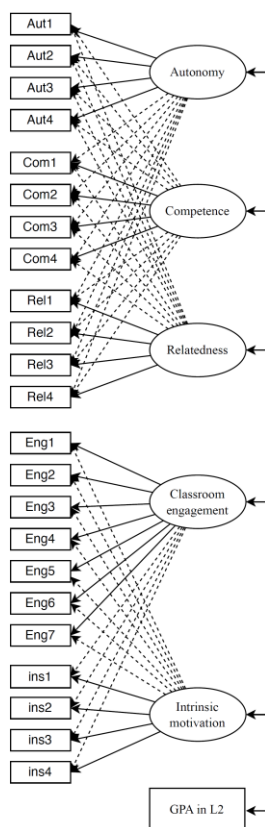 Aut1
Aut2
Aut3
Aut4
Autonomy
Com1
Com2
Com3
Com4
Competence
Rel1
Rel2
Rel3
Rel4
Relatedness
Eng1
Eng2
Eng3
Eng4
Eng5
Eng6
Eng7
Classroom
engagement
ins1
ins2
ins3
ins4
Intrinsic
motivation
GPA in L2